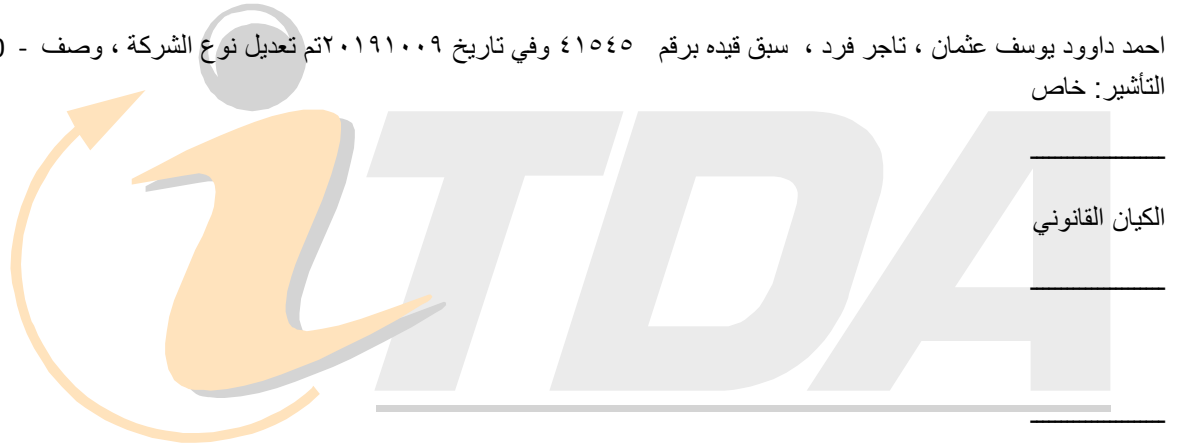 احمد داوود يوسف عثمان ، تاجر فرد ، سبق قيده برقم ٤١٥٤٥ وفي تاريخ ٢٠١٩١٠٠٩تم تعديل نوع الشركة ، وصف -
التأشير: خاص
الكيان القانوني
iTDA